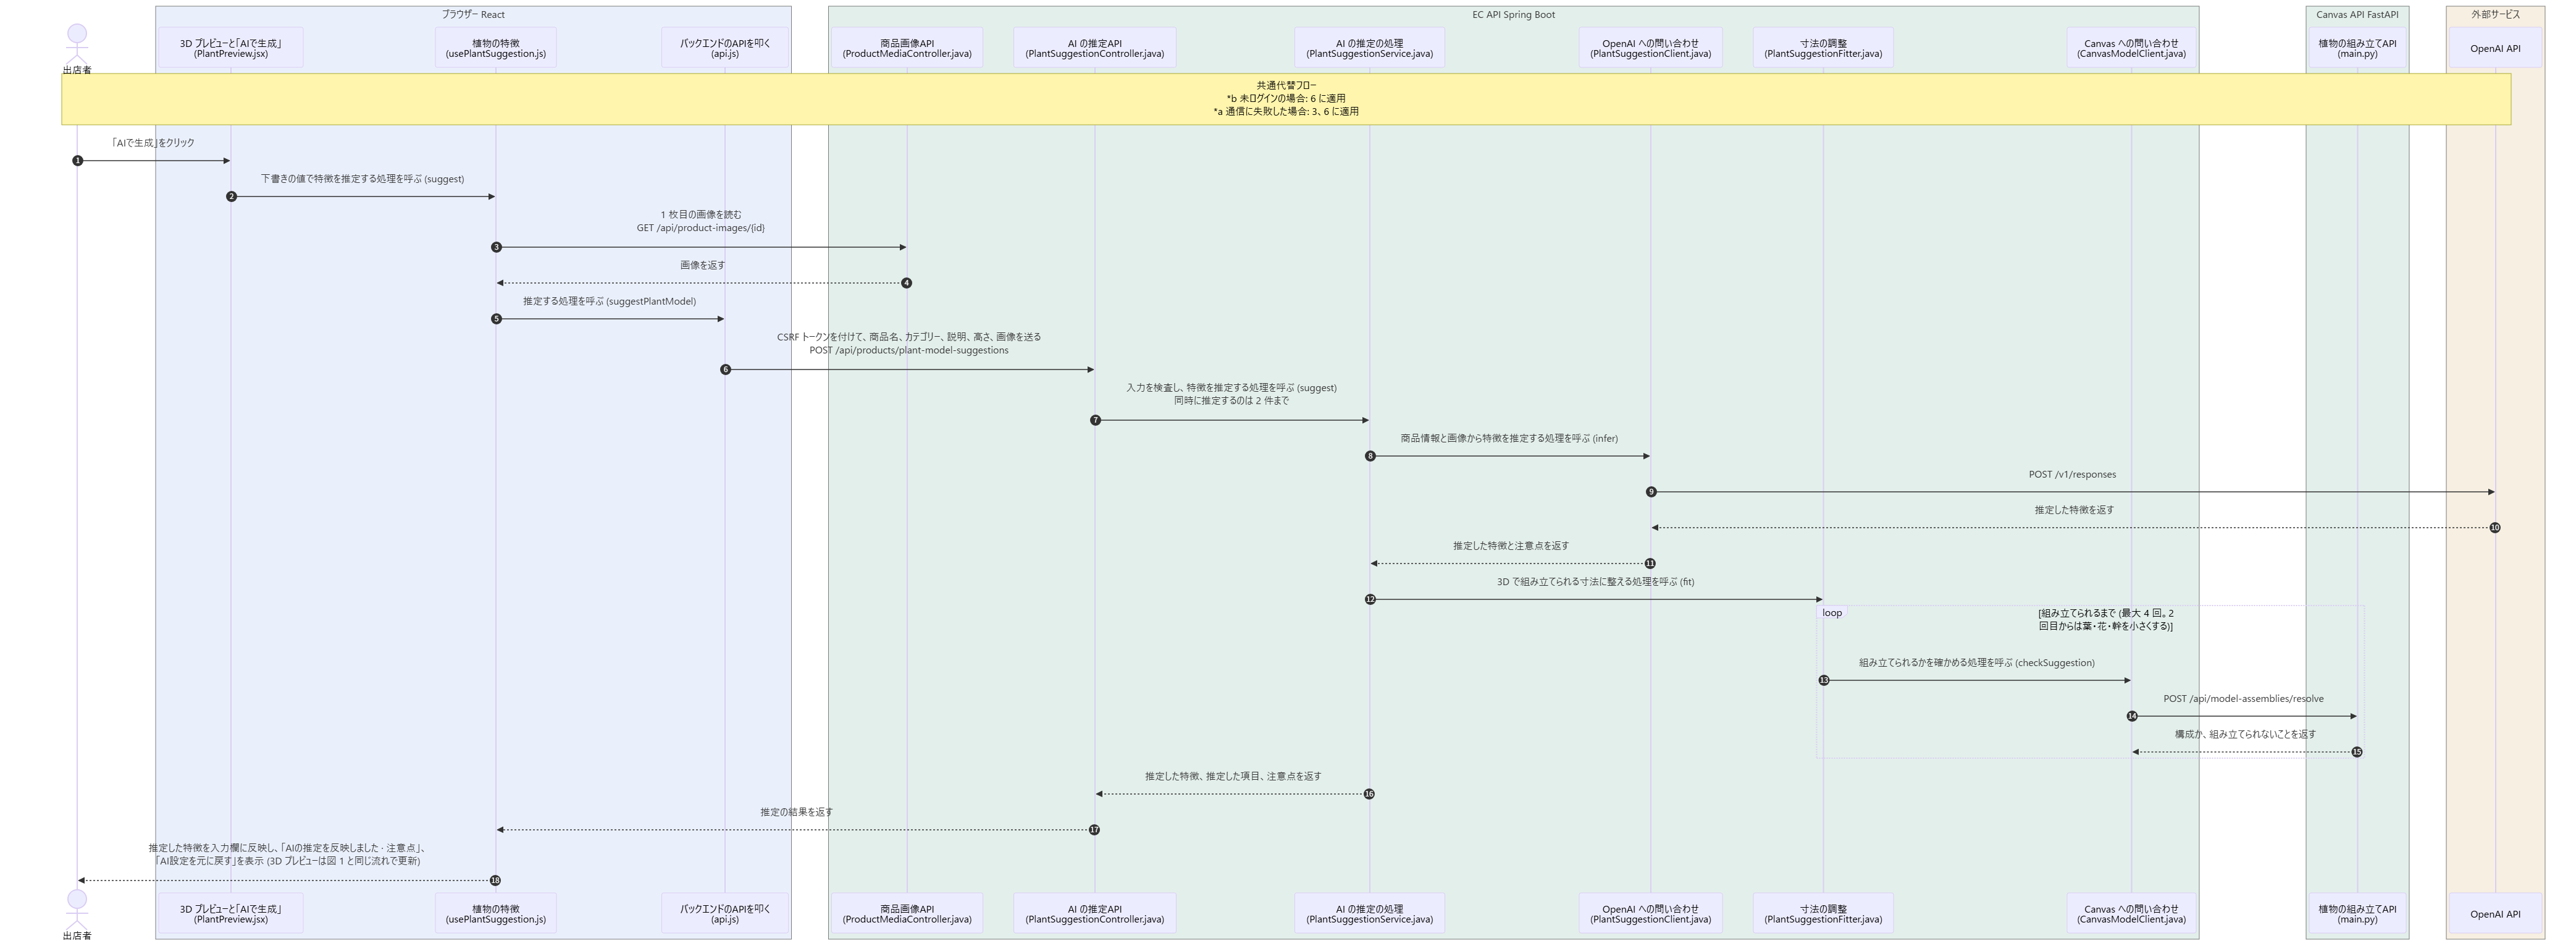 ブラウザー React
EC API Spring Boot
Canvas API FastAPI
外部サービス
出店者
3D プレビューと「AIで生成」
(PlantPreview.jsx)
植物の特徴
(usePlantSuggestion.js)
バックエンドのAPIを叩く
(api.js)
商品画像API
(ProductMediaController.java)
AI の推定API
(PlantSuggestionController.java)
AI の推定の処理
(PlantSuggestionService.java)
OpenAI への問い合わせ
(PlantSuggestionClient.java)
寸法の調整
(PlantSuggestionFitter.java)
Canvas への問い合わせ
(CanvasModelClient.java)
植物の組み立てAPI
(main.py)
OpenAI API
共通代替フロー
*b 未ログインの場合: 6 に適用
*a 通信に失敗した場合: 3、6 に適用
「AIで生成」をクリック
1
下書きの値で特徴を推定する処理を呼ぶ (suggest)
2
1 枚目の画像を読む
GET /api/product-images/{id}
3
画像を返す
4
推定する処理を呼ぶ (suggestPlantModel)
5
CSRF トークンを付けて、商品名、カテゴリー、説明、高さ、画像を送る
POST /api/products/plant-model-suggestions
6
入力を検査し、特徴を推定する処理を呼ぶ (suggest)
同時に推定するのは 2 件まで
7
商品情報と画像から特徴を推定する処理を呼ぶ (infer)
8
POST /v1/responses
9
推定した特徴を返す
10
推定した特徴と注意点を返す
11
3D で組み立てられる寸法に整える処理を呼ぶ (fit)
12
loop
[組み立てられるまで (最大 4 回。2
回目からは葉・花・幹を小さくする)]
組み立てられるかを確かめる処理を呼ぶ (checkSuggestion)
13
POST /api/model-assemblies/resolve
14
構成か、組み立てられないことを返す
15
推定した特徴、推定した項目、注意点を返す
16
推定の結果を返す
17
推定した特徴を入力欄に反映し、「AIの推定を反映しました · 注意点」、
「AI設定を元に戻す」を表示 (3D プレビューは図 1 と同じ流れで更新)
18
出店者
3D プレビューと「AIで生成」
(PlantPreview.jsx)
植物の特徴
(usePlantSuggestion.js)
バックエンドのAPIを叩く
(api.js)
商品画像API
(ProductMediaController.java)
AI の推定API
(PlantSuggestionController.java)
AI の推定の処理
(PlantSuggestionService.java)
OpenAI への問い合わせ
(PlantSuggestionClient.java)
寸法の調整
(PlantSuggestionFitter.java)
Canvas への問い合わせ
(CanvasModelClient.java)
植物の組み立てAPI
(main.py)
OpenAI API